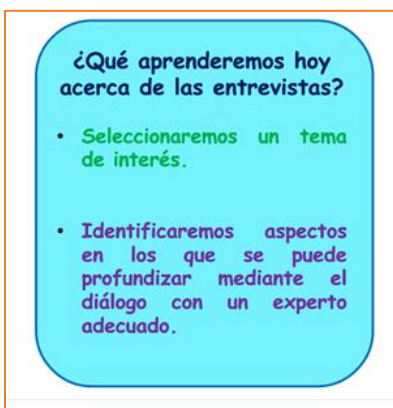 ¿Qué aprenderemos hoy
acerca de las entrevistas?
• Seleccionaremos un tema
de interés.
• Identificaremos aspectos
en los que se puede
profundizar mediante el
diálogo con un experto
adecuado.